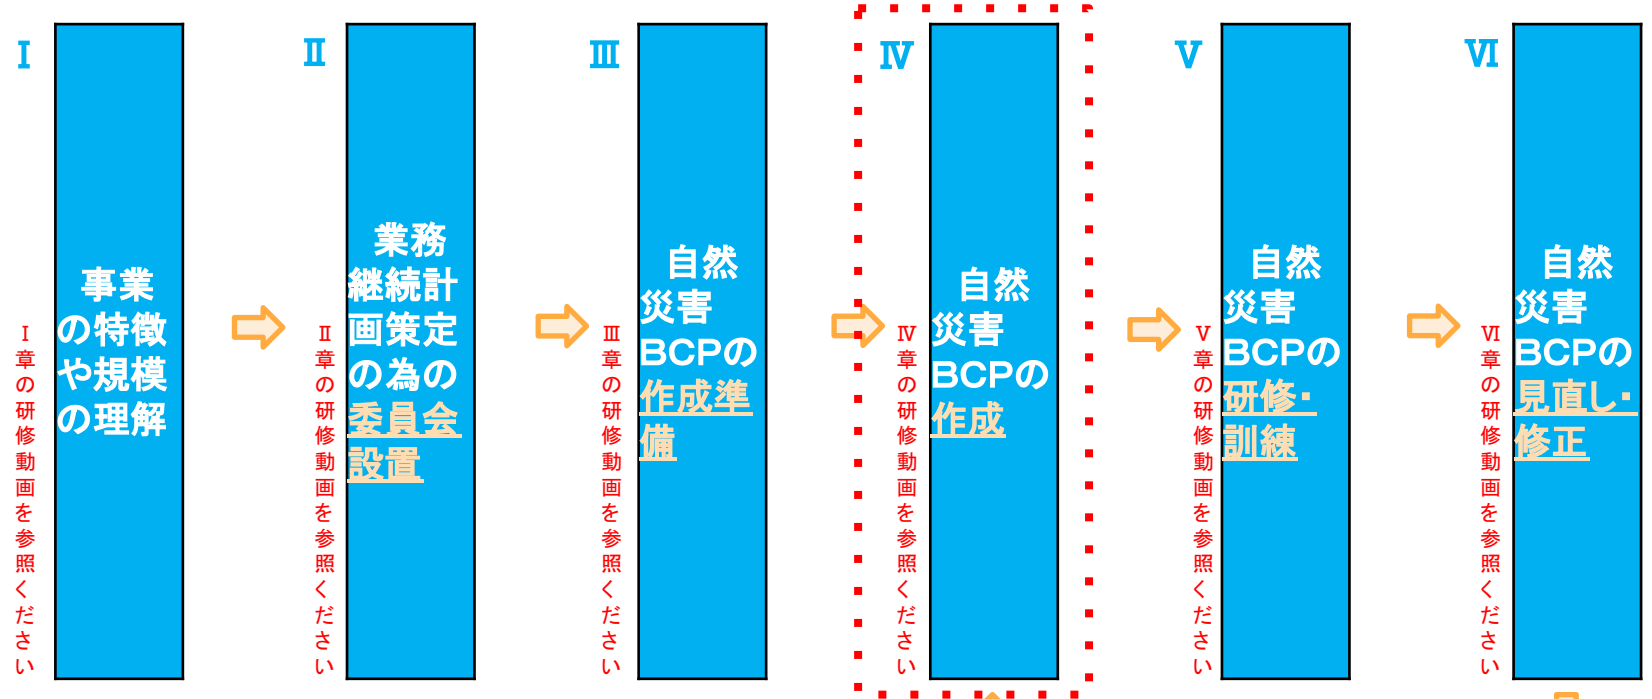 Ⅰ
事業
の特徴
や規模
の理解
Ⅰ章の研修動画を参照ください
Ⅱ
業務
継続計
画策定
の為の
委員会
設置
Ⅱ章の研修動画を参照ください
Ⅲ
自然
災害
BCPの
作成準
備
Ⅲ章の研修動画を参照ください
Ⅳ
自然
災害
BCPの
作成
Ⅳ章の研修動画を参照ください
Ⅴ
自然
災害
BCPの
研修・
訓練
Ⅴ章の研修動画を参照ください
Ⅵ
自然
災害
BCPの
見直し・
修正
Ⅵ章の研修動画を参照ください